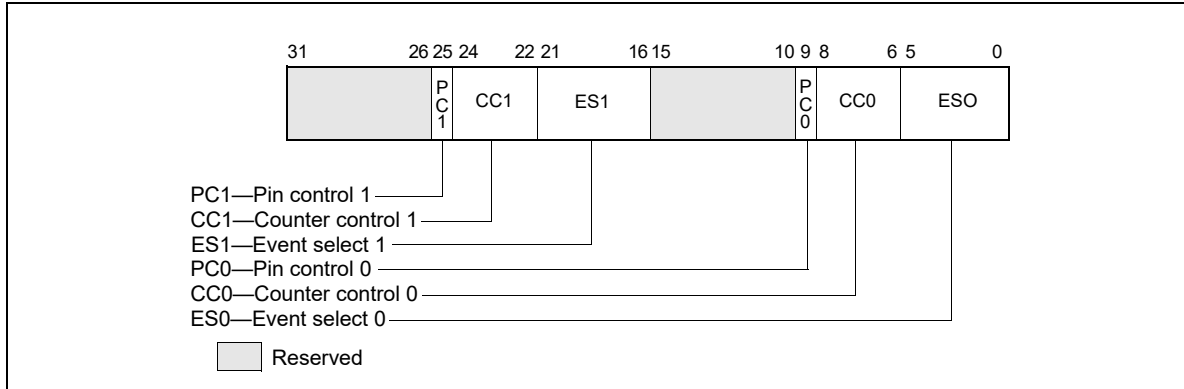 31 26 25 24 22 21 16 15 10 9 8 6 5 0
PC1 CC1 ES1 PC0 CC0 ESO
PC1—Pin control 1
CC1—Counter control 1
ES1—Event select 1
PC0—Pin control 0
CC0—Counter control 0
ES0—Event select 0
Reserved